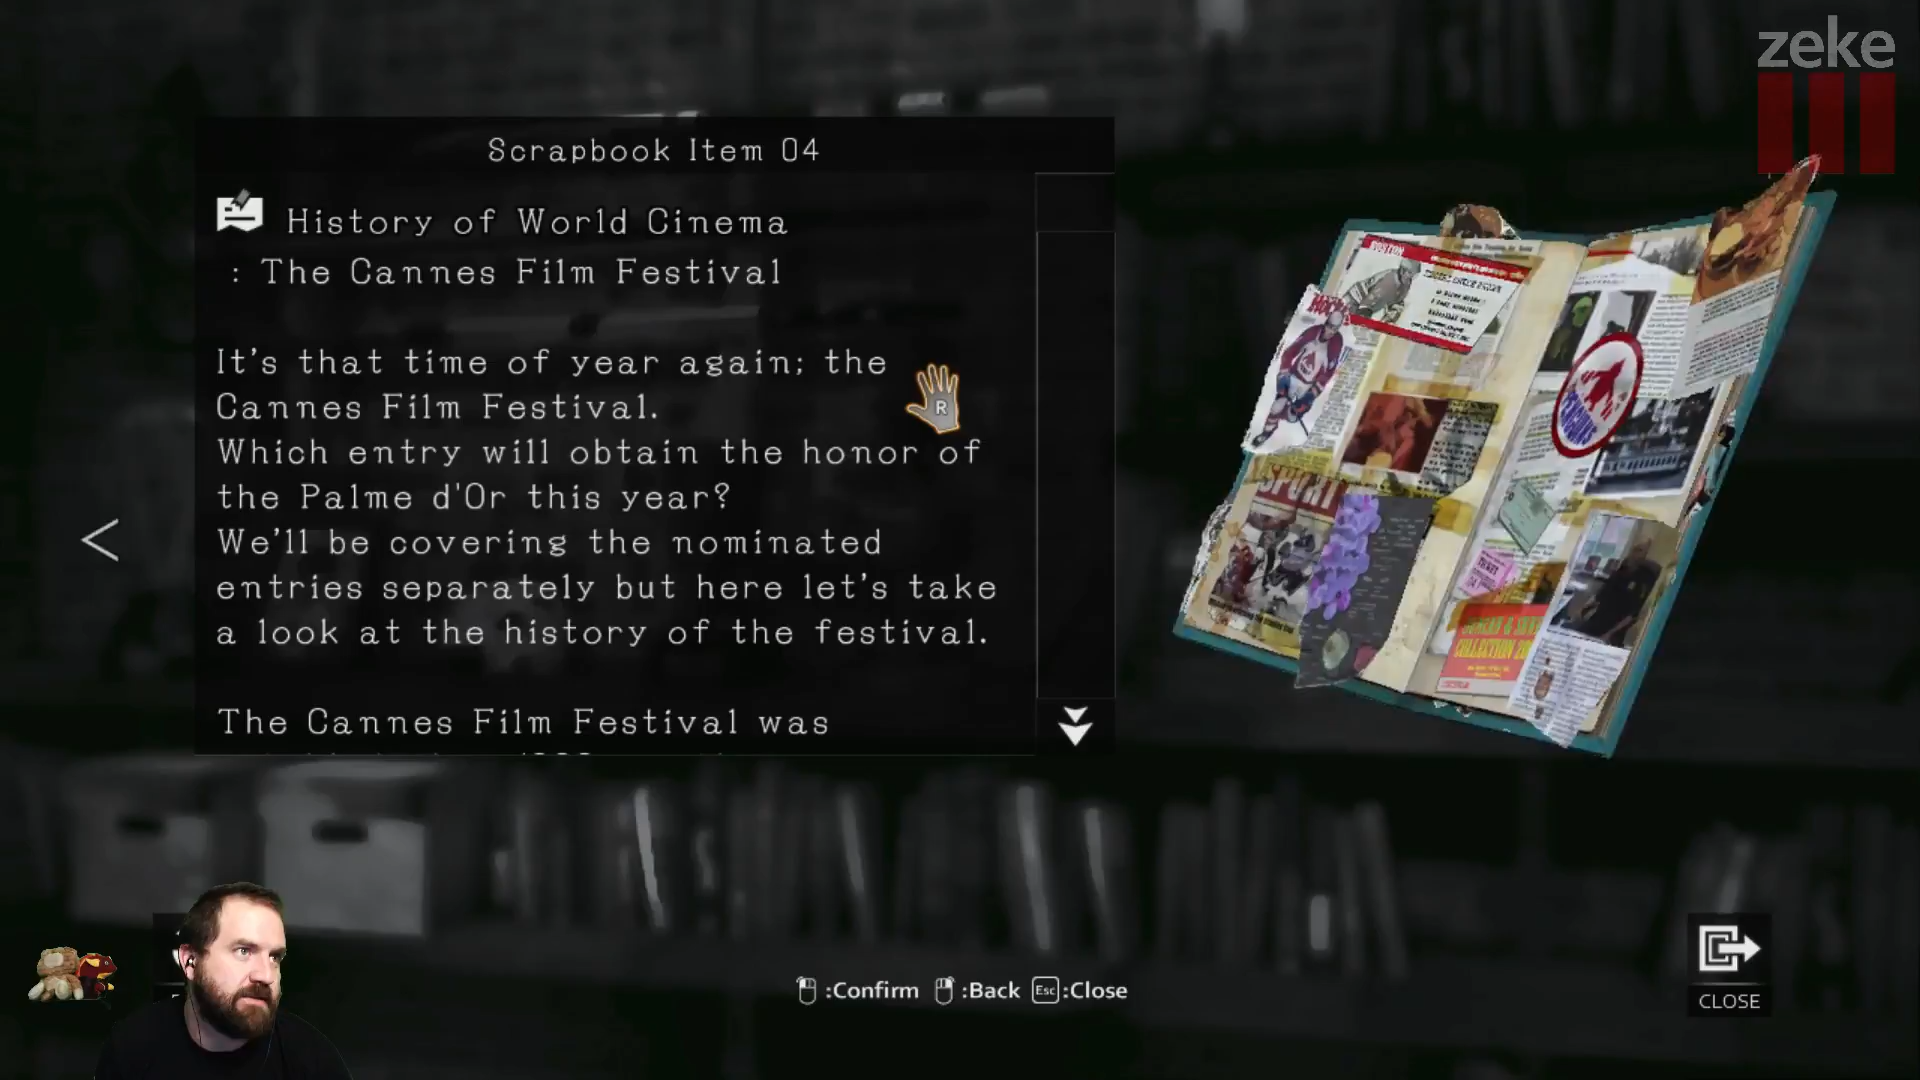 zeke
Scrapbook Item 04
History of World Cinema
: The Cannes Film Festival
It's that time of year again; the
Cannes Film Festival.
Which entry will obtain the honor of
the Palme d'Or this year?
We'll be covering the nominated
entries separately but here let's take
a look at the history of the festival.
The Cannes Film Festival was
R
<
SPORT
:Confirm :Back Esc:Close
CLOSE